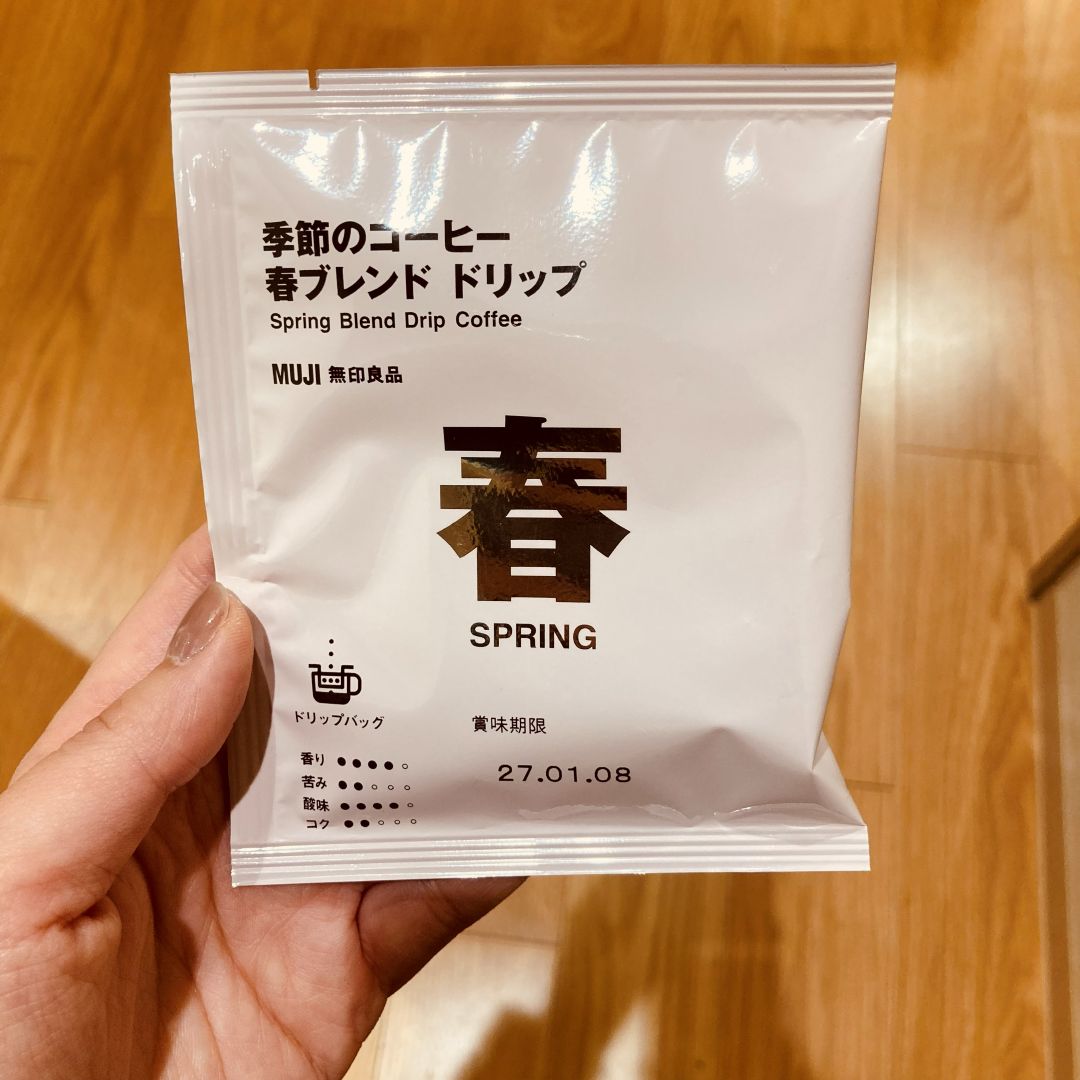 季節のコーヒー
春ブレンド ドリップ
Spring Blend Drip Coffee
MUJI 無印良品
春
SPRING
ドリップバッグ
香り ●●●●○
苦み ●●○○○
酸味 ●●●●○
コク ●●○○○
賞味期限
27.01.08